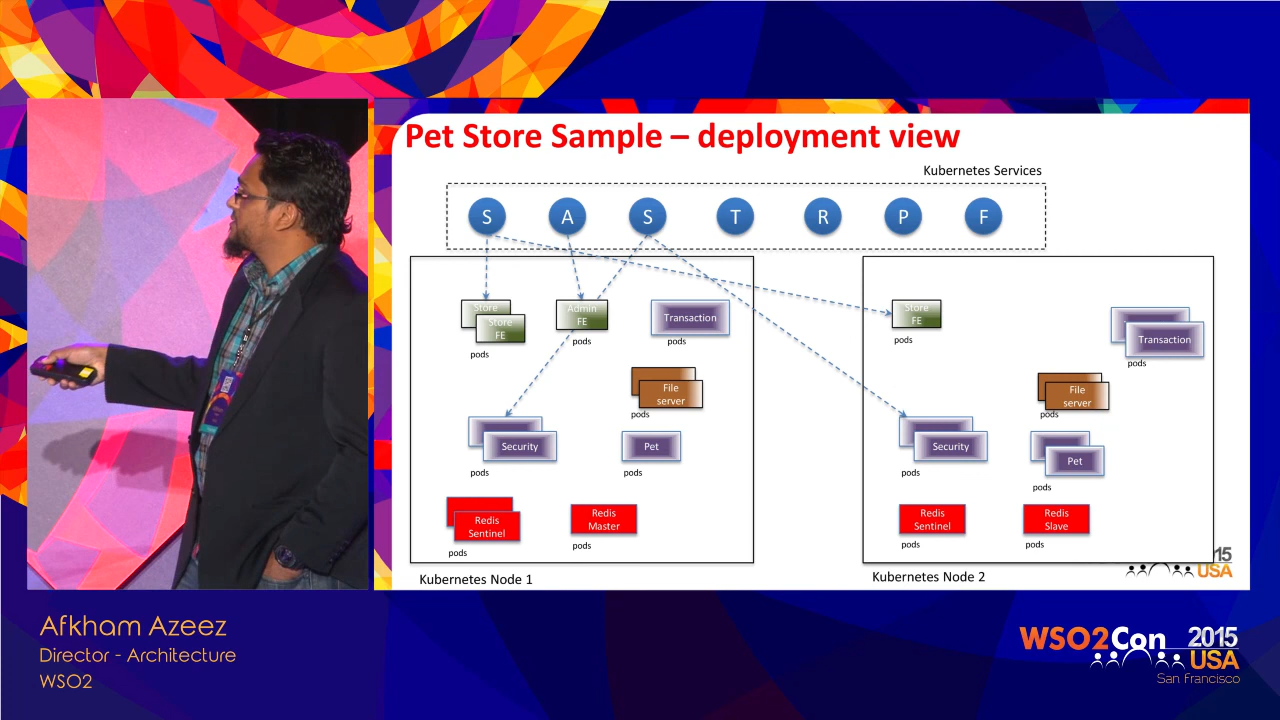 Pet Store Sample – deployment view
Kubernetes Services
S A S T R P F
Store
Store
FE
pods
Admin
FE
pods
Transaction
pods
File
server
pods
Security
pods
Pet
Redis
Sentinel
pods
Redis
Master
pods
Kubernetes Node 1
Store
FE
pods
Transaction
pods
File
server
pods
Security
pods
Pet
pods
Redis
Sentinel
pods
Redis
Slave
pods
Kubernetes Node 2
15
USA
Afkham Azeez
Director - Architecture
WSO2
WSO2Con 2015
USA
San Francisco